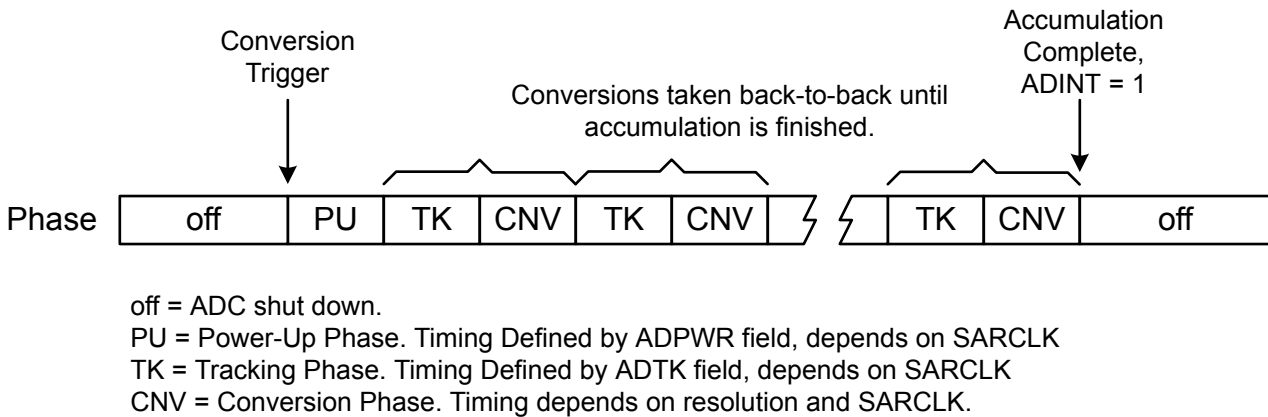 Conversion
Trigger
Accumulation
Complete,
ADINT = 1
Conversions taken back-to-back until
accumulation is finished.
Phase off PU TK CNV TK CNV TK CNV off
off = ADC shut down.
PU = Power-Up Phase. Timing Defined by ADPWR field, depends on SARCLK
TK = Tracking Phase. Timing Defined by ADTK field, depends on SARCLK
CNV = Conversion Phase. Timing depends on resolution and SARCLK.